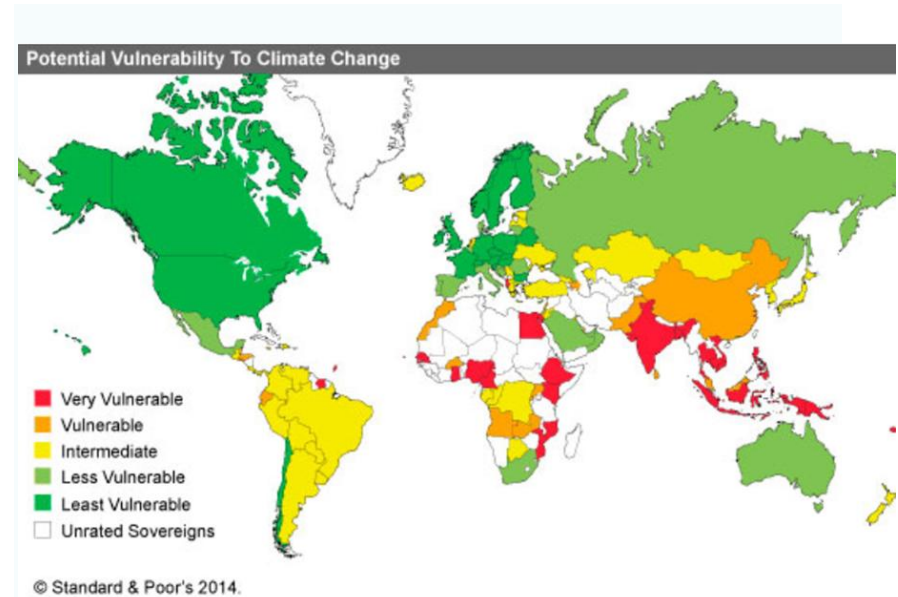 Potential Vulnerability To Climate Change
Very Vulnerable
Vulnerable
Intermediate
Less Vulnerable
Least Vulnerable
Unrated Sovereigns
© Standard & Poor's 2014.